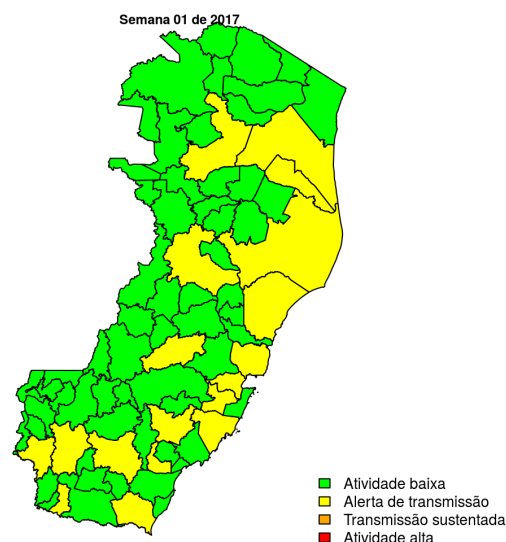 Semana 01 de 2017
Atividade baixa
Alerta de transmissão
Transmissão sustentada
Atividade alta